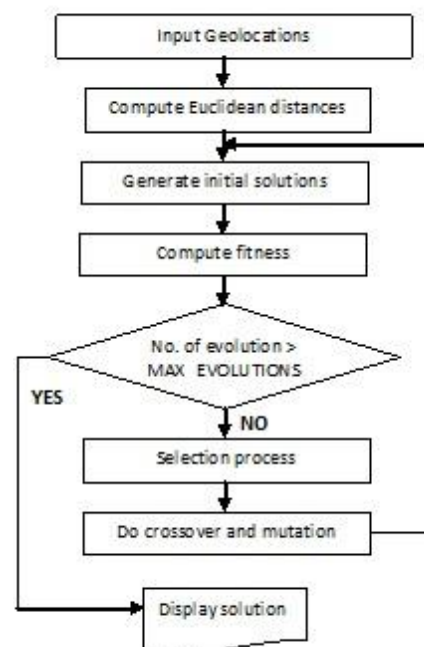 Input Geolocations
Compute Euclidean distances
Generate initial solutions
Compute fitness
No. of evolution >
MAX EVOLUTIONS
YES
NO
Selection process
Do crossover and mutation
Display solution